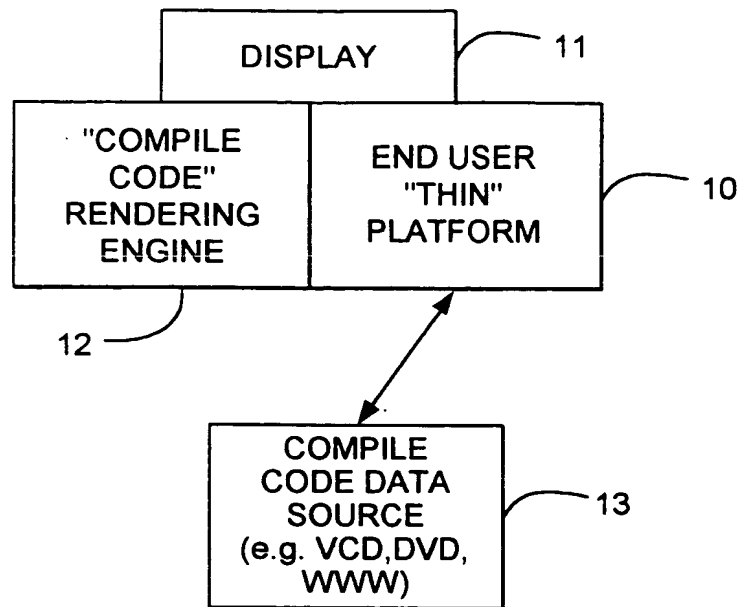 DISPLAY
11
"COMPILE
CODE"
RENDERING
ENGINE
END USER
"THIN"
PLATFORM
10
12
COMPILE
CODE DATA
SOURCE
(e.g. VCD,DVD,
WWW)
13